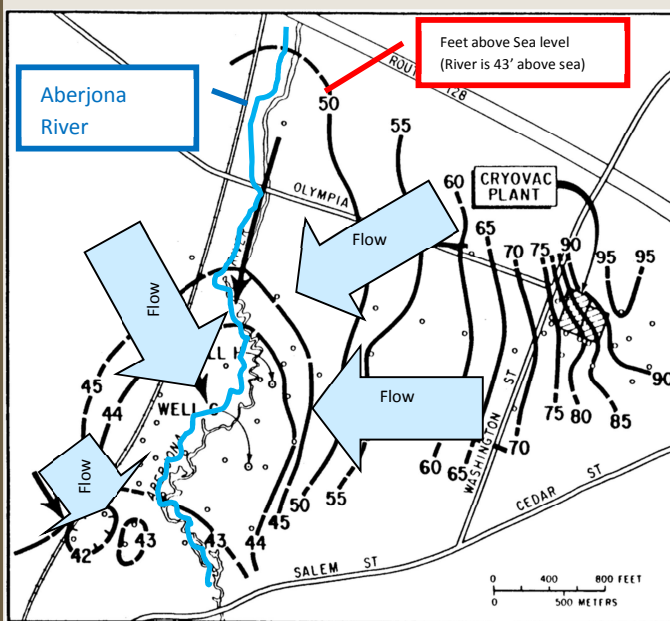 Feet above Sea level
(River is 43’ above sea)
Aberjona
River
ROUTE 128
50
55
OLYMPIA
60
CRYOVAC
PLANT
65
70
75
90
95
95
Flow
RIVER
Flow
45
44
WELL H
Flow
WELL G
WASHINGTON ST
90
85
80
75
70
65
60
55
50
45
44
43
ABERJONA
Flow
42
43
SALEM ST
CEDAR ST
0 400 800 FEET
0 500 METERS